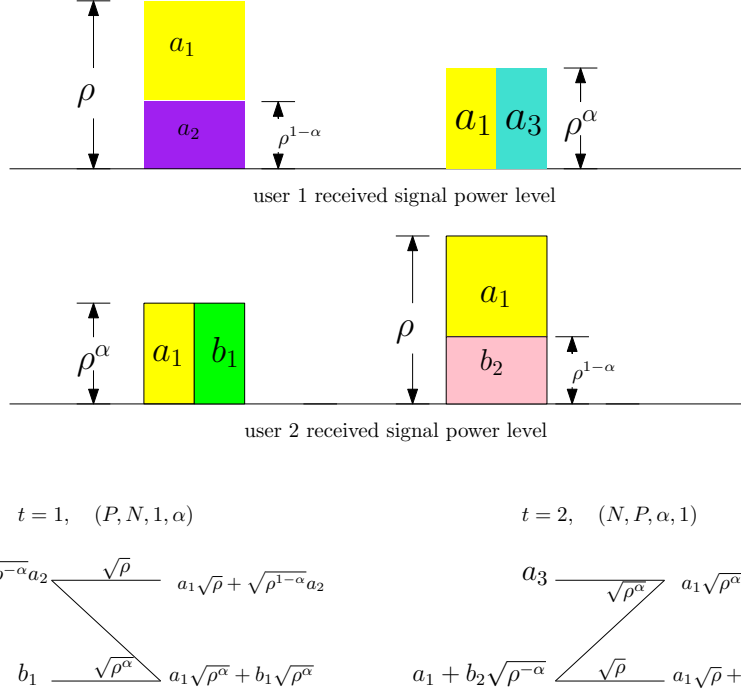 a₁
ρ
a₂
ρ^{1−α}
a₁ a₃
ρ^α
user 1 received signal power level
ρ^α
a₁ b₁
ρ
a₁
b₂
ρ^{1−α}
user 2 received signal power level
t = 1, (P, N, 1, α)
t = 2, (N, P, α, 1)
√ρ^{−α}a₂
√ρ
a₁√ρ + √ρ^{1−α}a₂
b₁
√ρ^α
a₁√ρ^α + b₁√ρ^α
a₃
√ρ^α
a₁√ρ^α
a₁ + b₂√ρ^{−α}
√ρ
a₁√ρ +